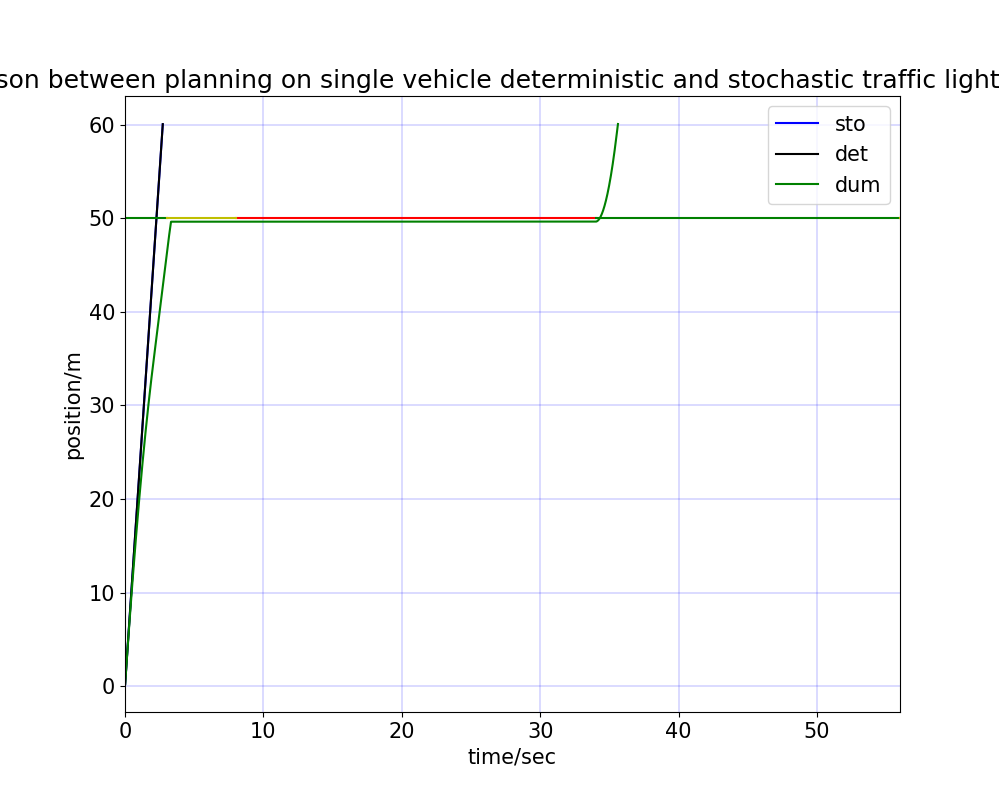 son between planning on single vehicle deterministic and stochastic traffic light
60
50
40
30
20
10
0
position/m
sto
det
dum
0 10 20 30 40 50
time/sec